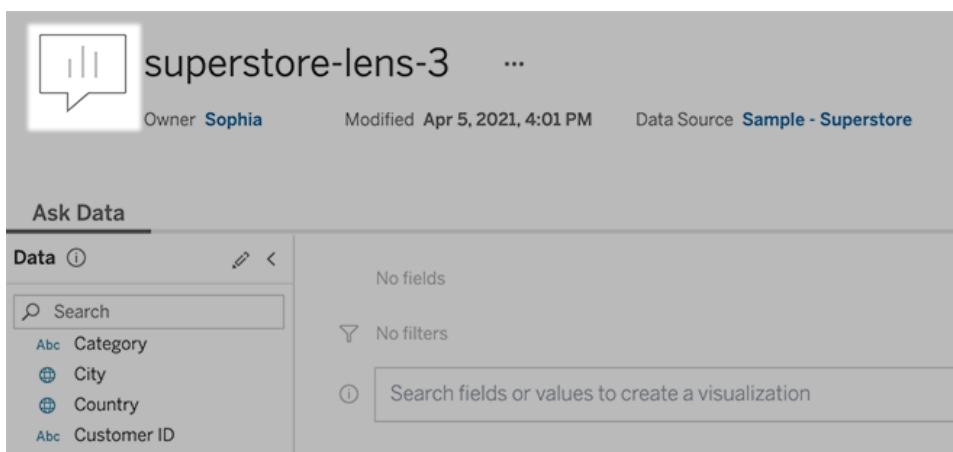 superstore-lens-3 ...
Owner Sophia Modified Apr 5, 2021, 4:01 PM Data Source Sample - Superstore
Ask Data
Data
Search
Abc Category
City
Country
Abc Customer ID
No fields
No filters
Search fields or values to create a visualization